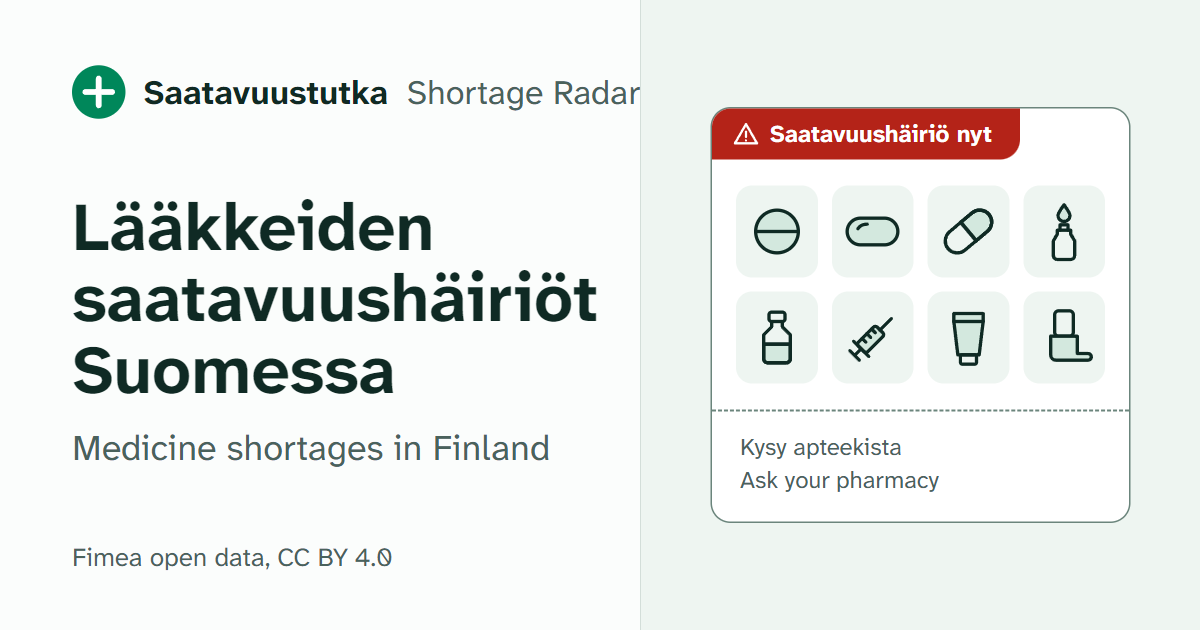 Saatavuustutka Shortage Radar
Lääkkeiden
saatavuushäiriöt
Suomessa
Medicine shortages in Finland
Fimea open data, CC BY 4.0
Saatavuushäiriö nyt
Kysy apteekista
Ask your pharmacy